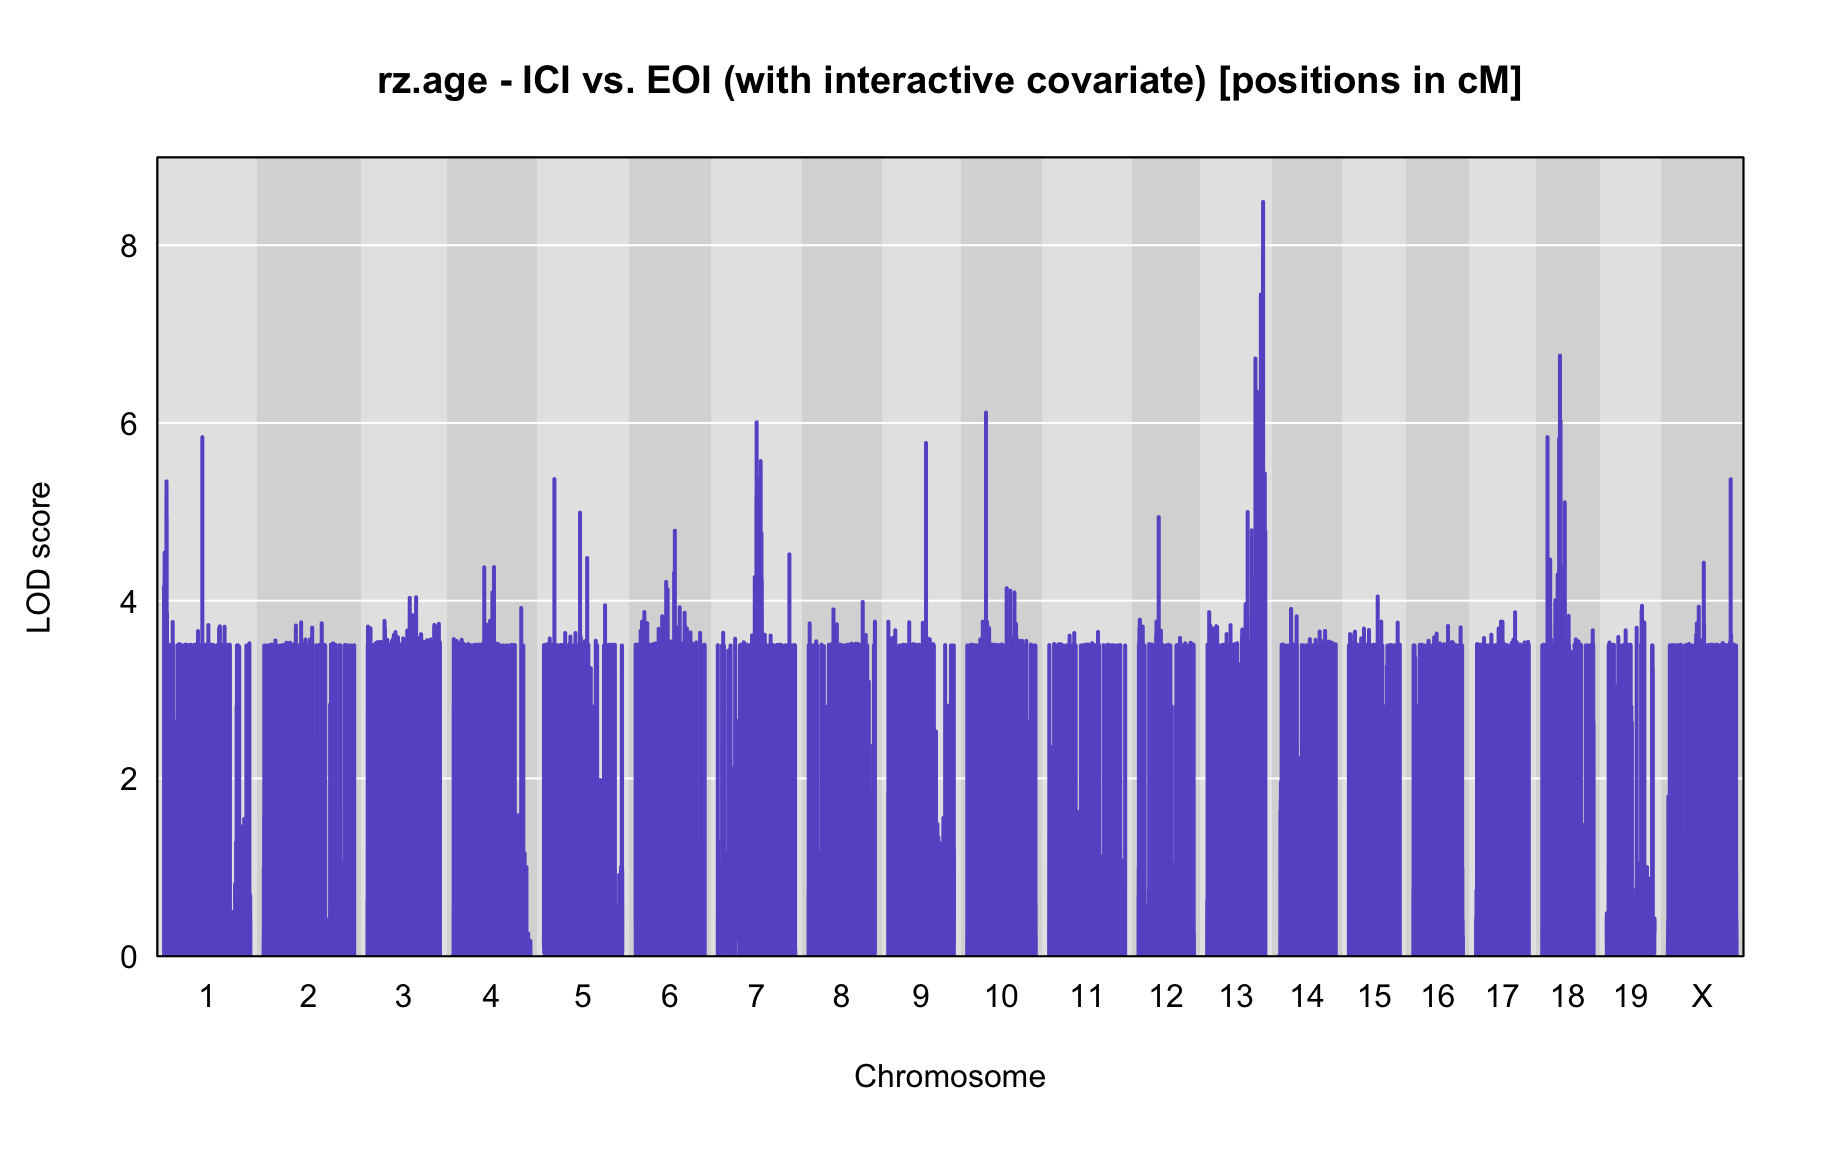 rz.age - ICI vs. EOI (with interactive covariate) [positions in cM]
LOD score
8
6
4
2
0
1 2 3 4 5 6 7 8 9 10 11 12 13 14 15 16 17 18 19 X
Chromosome